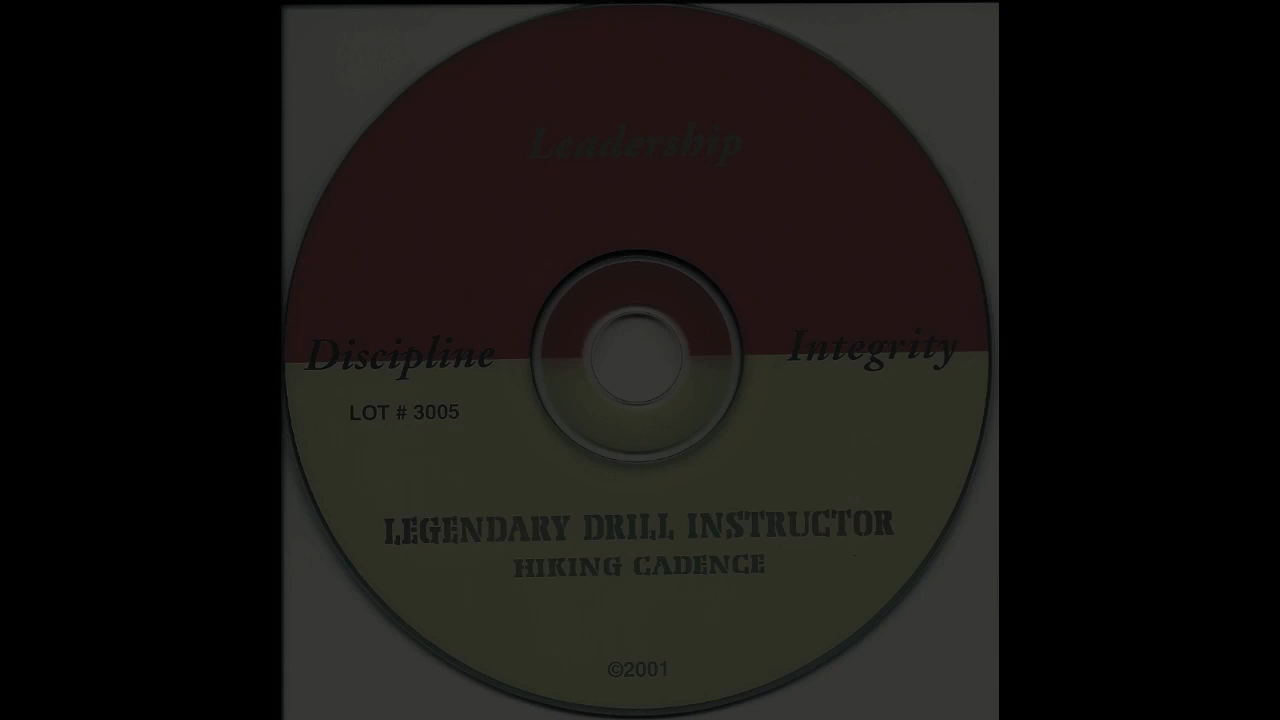 Leadership
Discipline
Integrity
LOT # 3005
LEGENDARY DRILL INSTRUCTOR
HIKING CADENCE
©2001